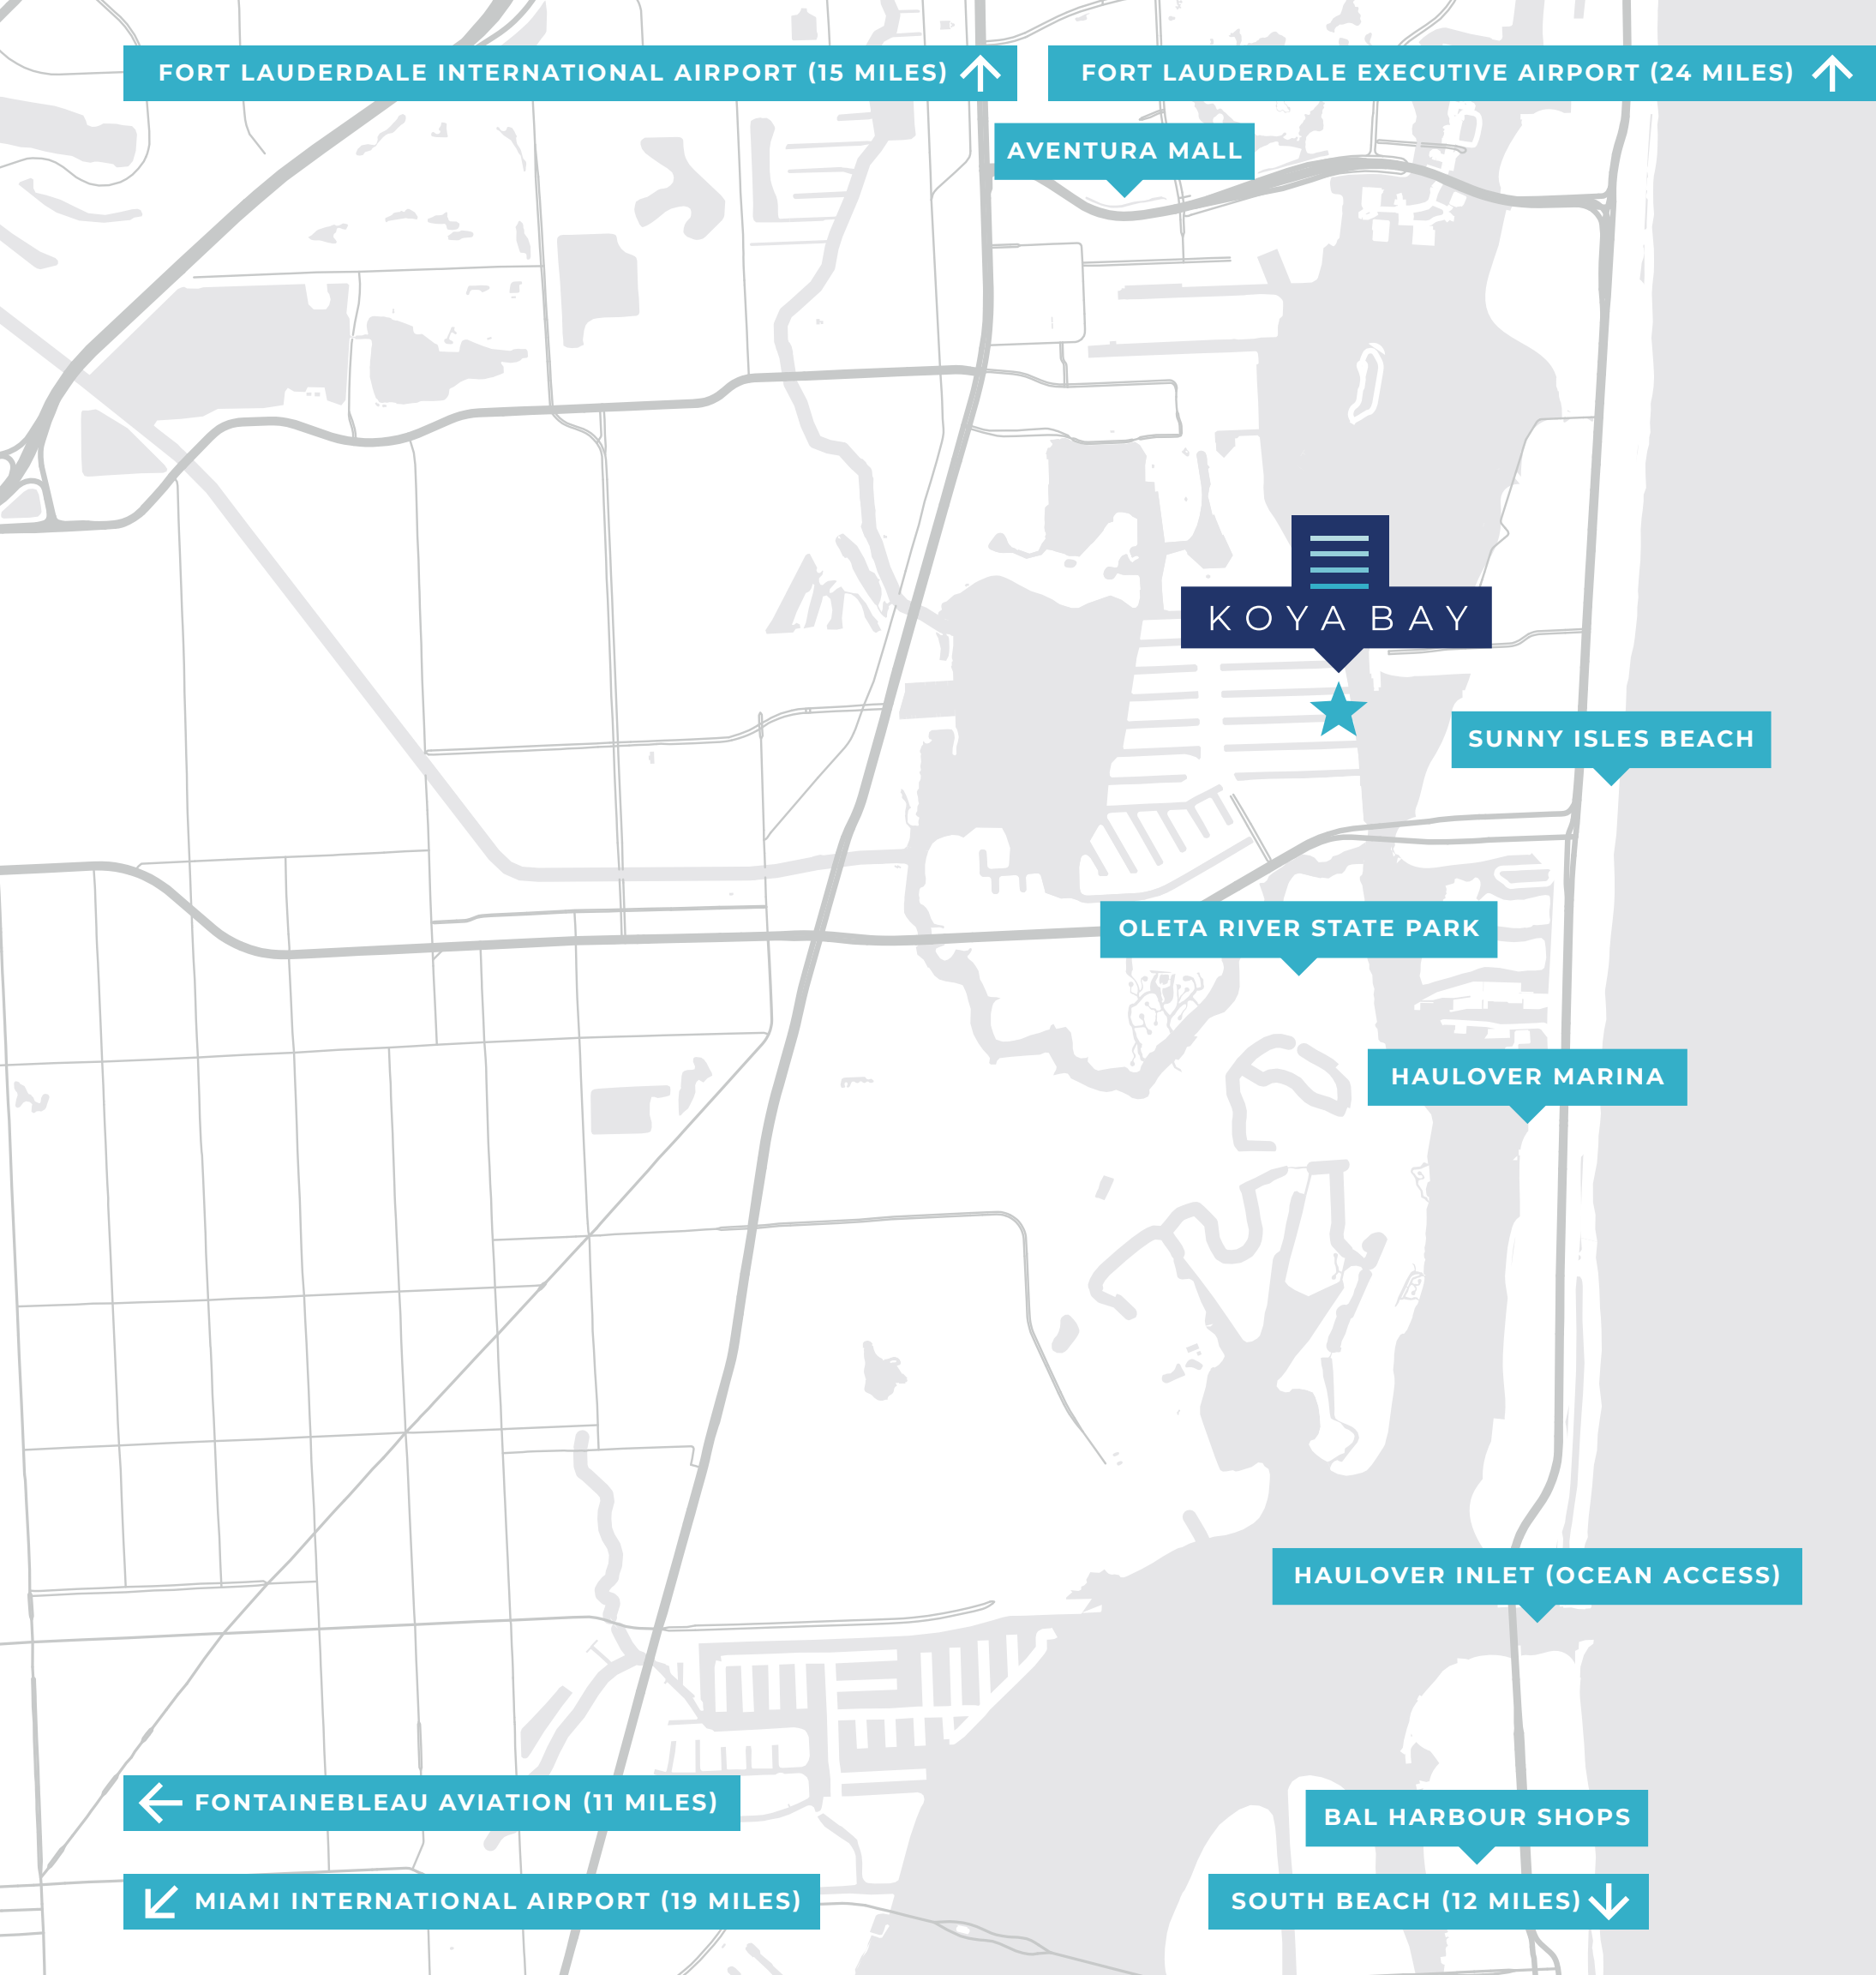 FORT LAUDERDALE INTERNATIONAL AIRPORT (15 MILES)
FORT LAUDERDALE EXECUTIVE AIRPORT (24 MILES)
AVENTURA MALL
KOYA BAY
SUNNY ISLES BEACH
OLETA RIVER STATE PARK
HAULOVER MARINA
HAULOVER INLET (OCEAN ACCESS)
FONTAINEBLEAU AVIATION (11 MILES)
BAL HARBOUR SHOPS
MIAMI INTERNATIONAL AIRPORT (19 MILES)
SOUTH BEACH (12 MILES)